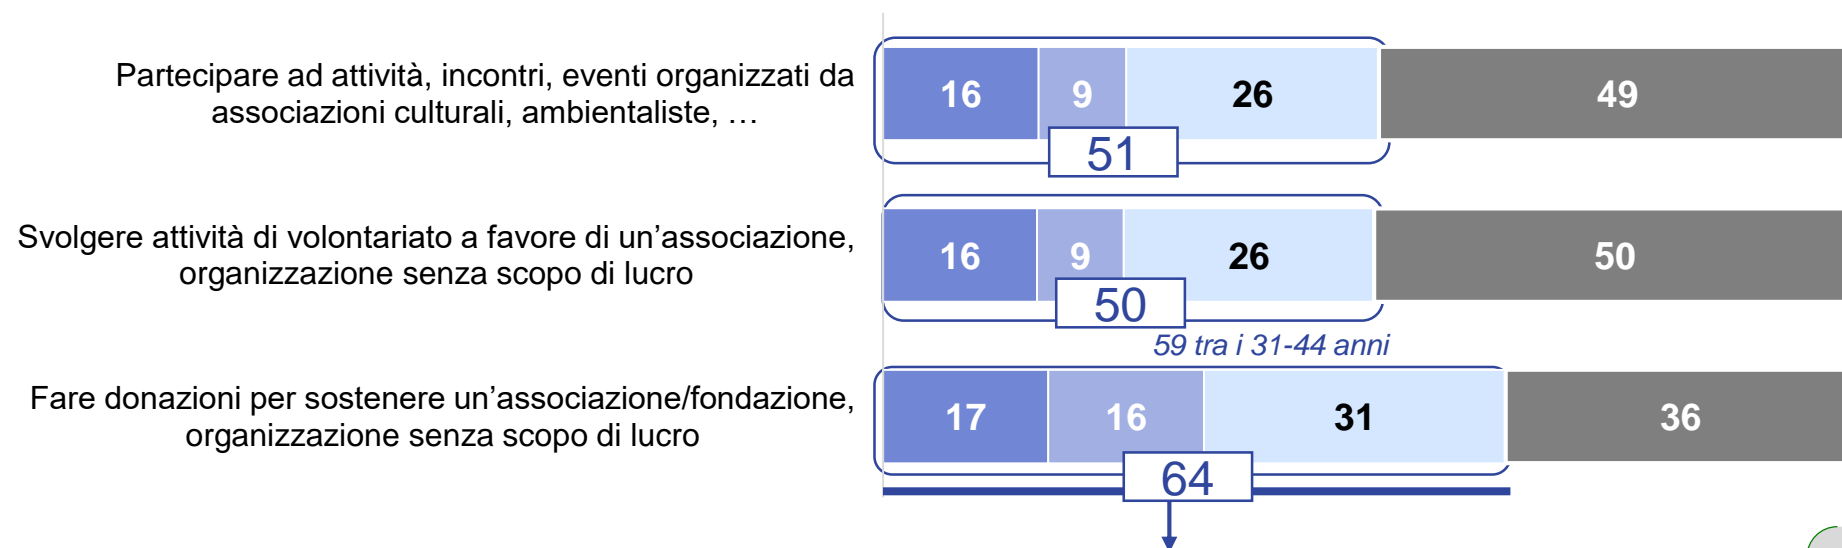 Partecipare ad attività, incontri, eventi organizzati da
associazioni culturali, ambientaliste, …
16 9 26 49
51
Svolgere attività di volontariato a favore di un’associazione,
organizzazione senza scopo di lucro
16 9 26 50
50
59 tra i 31-44 anni
Fare donazioni per sostenere un’associazione/fondazione,
organizzazione senza scopo di lucro
17 16 31 36
64